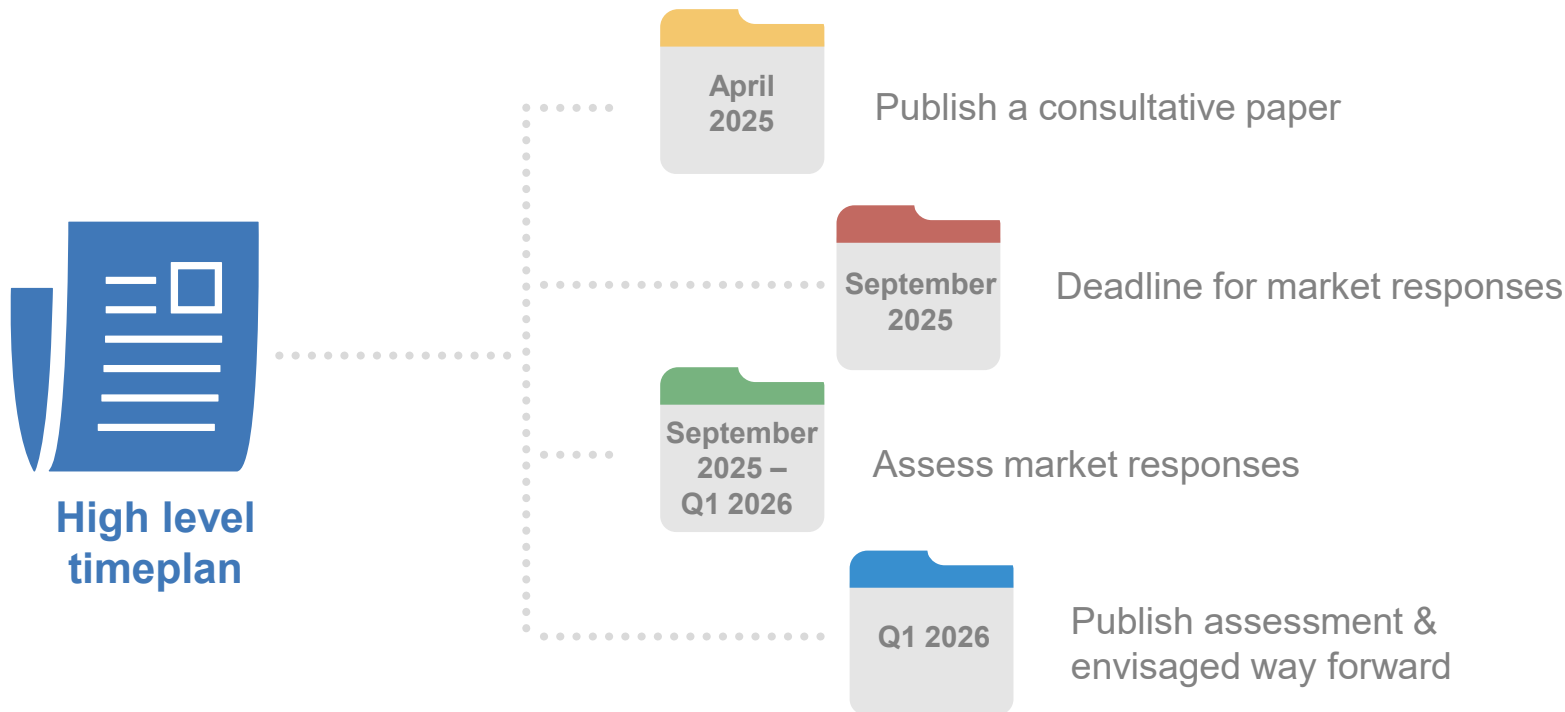 April
2025
Publish a consultative paper
September
2025
Deadline for market responses
September
2025 –
Q1 2026
Assess market responses
High level
timeplan
Q1 2026
Publish assessment &
envisaged way forward